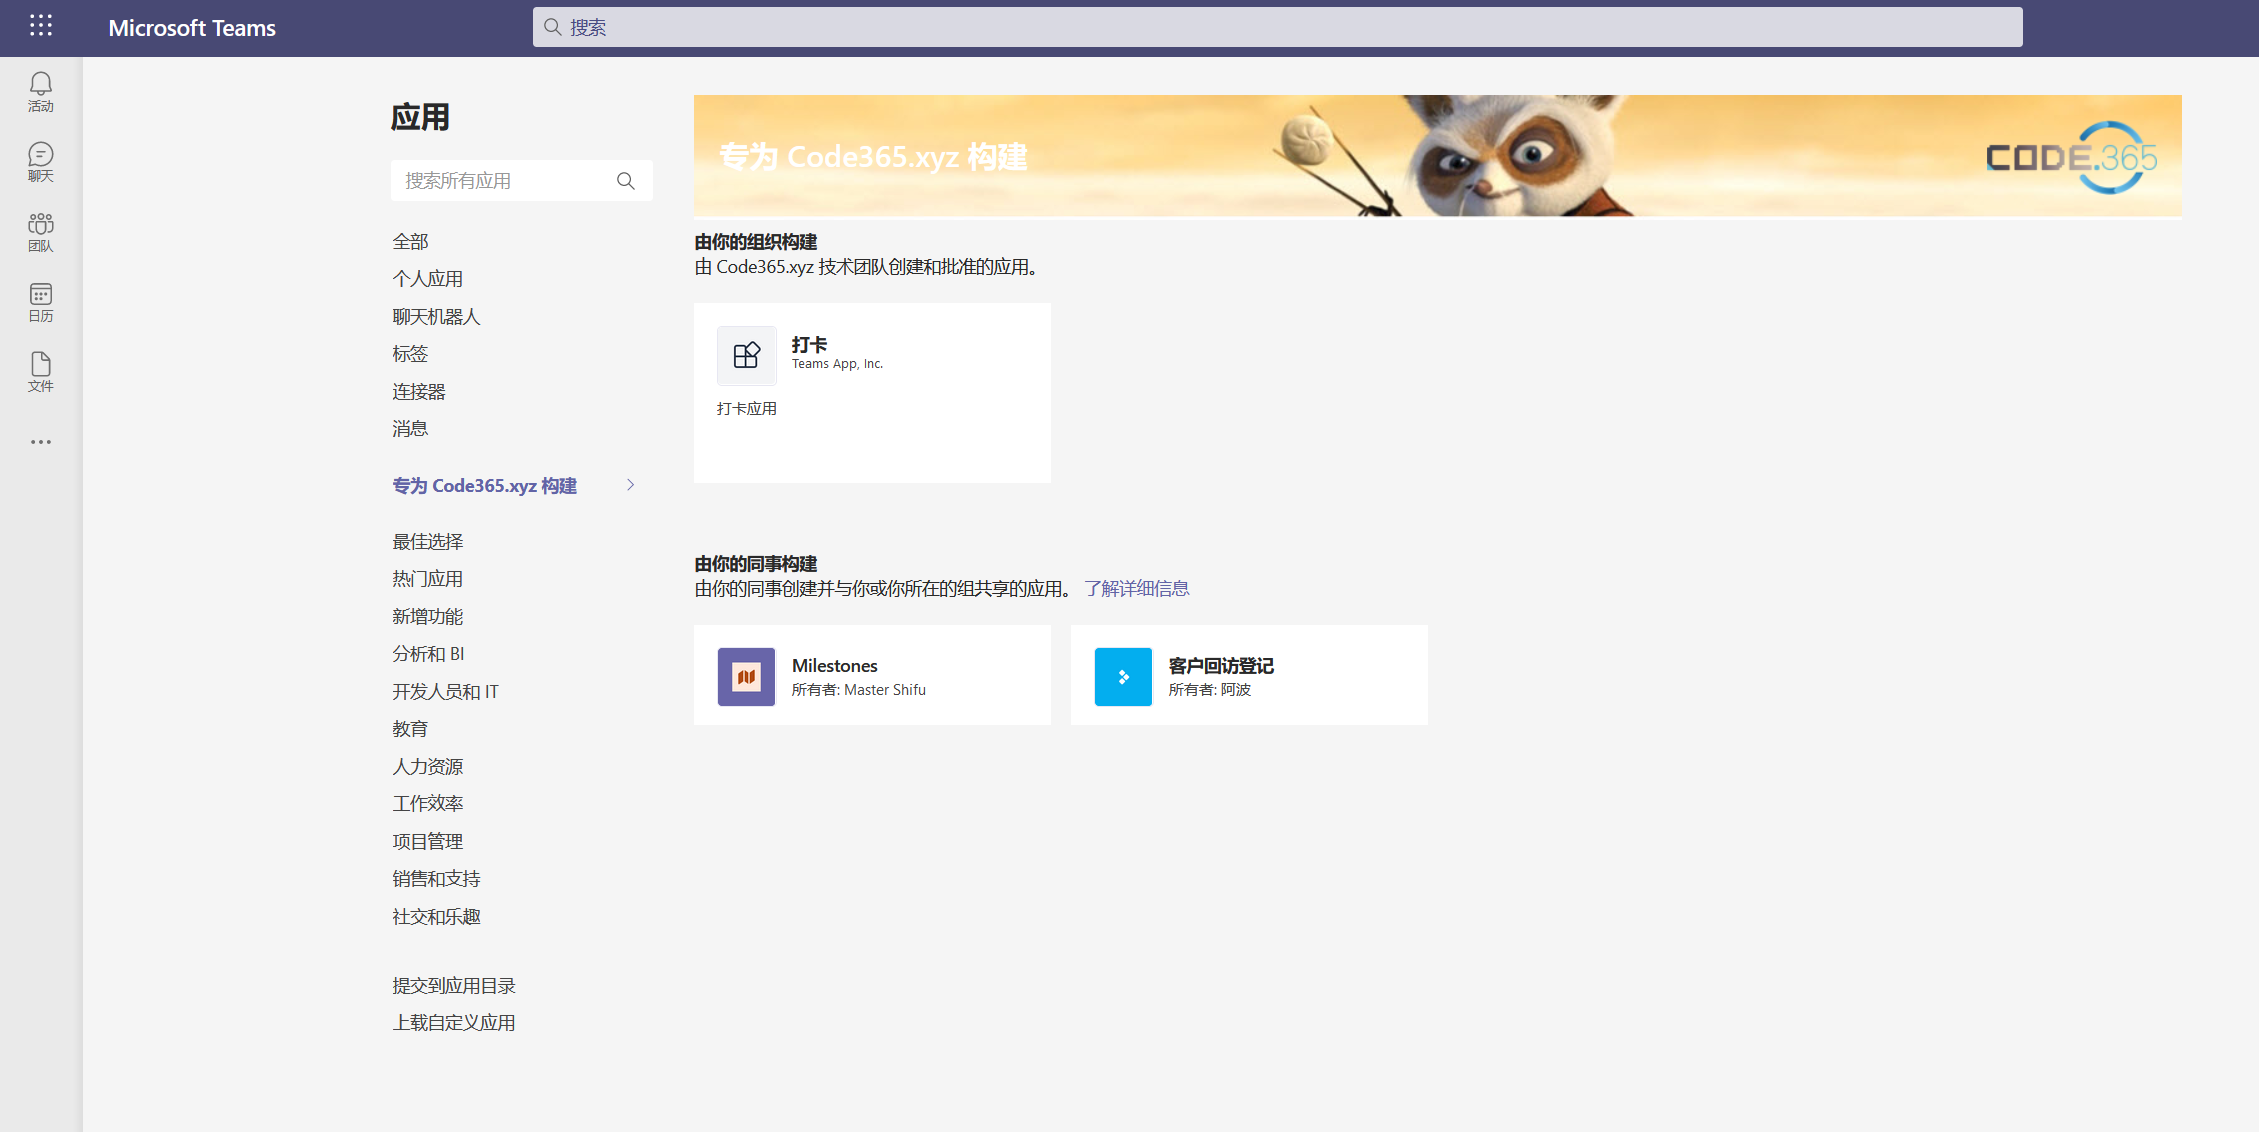 Microsoft Teams
搜索
活动
聊天
团队
日历
文件
应用
搜索所有应用
全部
个人应用
聊天机器人
标签
连接器
消息
专为 Code365.xyz 构建
最佳选择
热门应用
新增功能
分析和 BI
开发人员和 IT
教育
人力资源
工作效率
项目管理
销售和支持
社交和乐趣
提交到应用目录
上载自定义应用
专为 Code365.xyz 构建
CODE.365
由你的组织构建
由 Code365.xyz 技术团队创建和批准的应用。
打卡
Teams App, Inc.
打卡应用
由你的同事构建
由你的同事创建并与你或你所在的组共享的应用。 了解详细信息
Milestones
所有者: Master Shifu
客户回访登记
所有者: 阿波